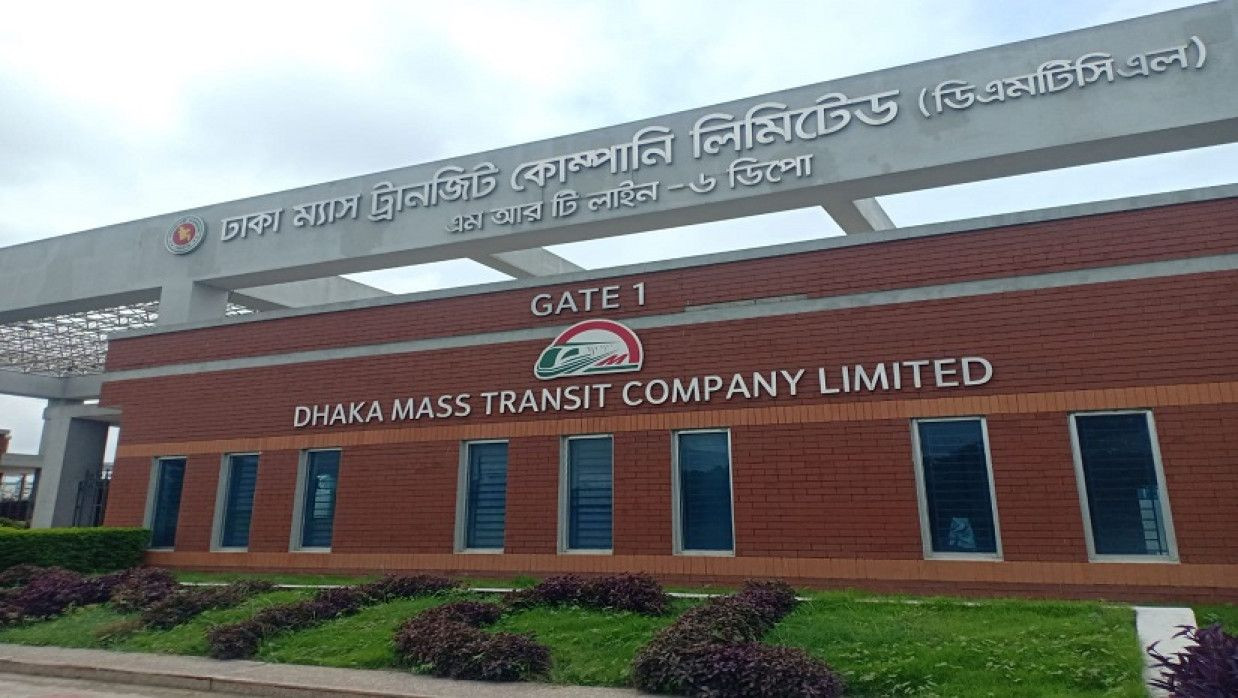 ঢাকা ম্যাস ট্রানজিট কোম্পানি লিমিটেড (ডিএমটিসিএল)
এম আর টি লাইন - ৬ ডিপো
GATE 1
DHAKA MASS TRANSIT COMPANY LIMITED